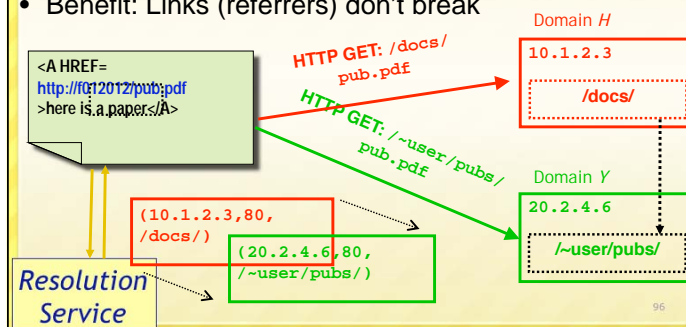 • Benefit: Links (referrers) don't break
<A HREF=
http://f012012/pub.pdf
>here is a paper</A>
HTTP GET: /docs/
pub.pdf
HTTP GET: /~user/pubs/
pub.pdf
Domain H
10.1.2.3
/docs/
Domain Y
20.2.4.6
/~user/pubs/
(10.1.2.3,80,
/docs/)
(20.2.4.6,80,
/~user/pubs/)
Resolution
Service
96